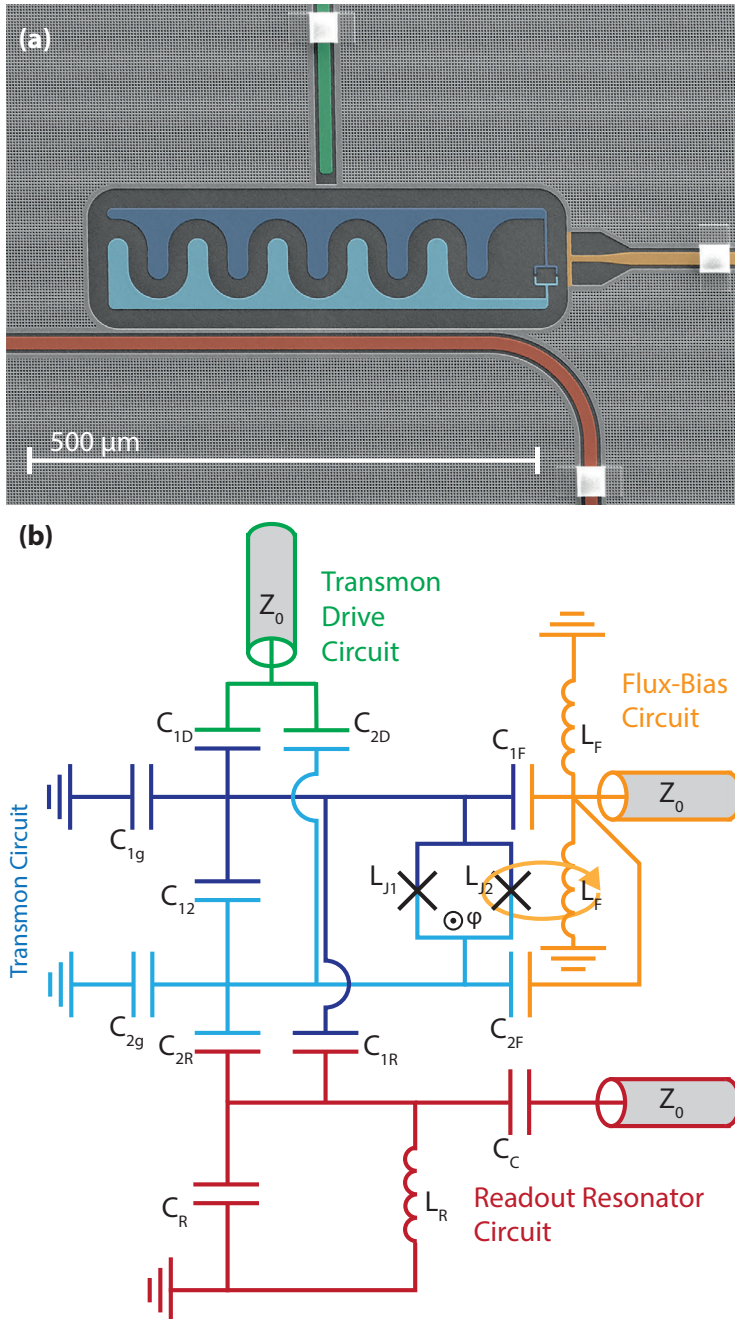 (a)
500 μm
(b)
Z0
Transmon
Drive
Circuit
Flux-Bias
Circuit
C1D
C2D
C1F
LF
Z0
C1g
LJ1
LJ2
LF
C12
φ
Transmon Circuit
C2g
C2R
C1R
C2F
Z0
CC
CR
LR
Readout Resonator
Circuit